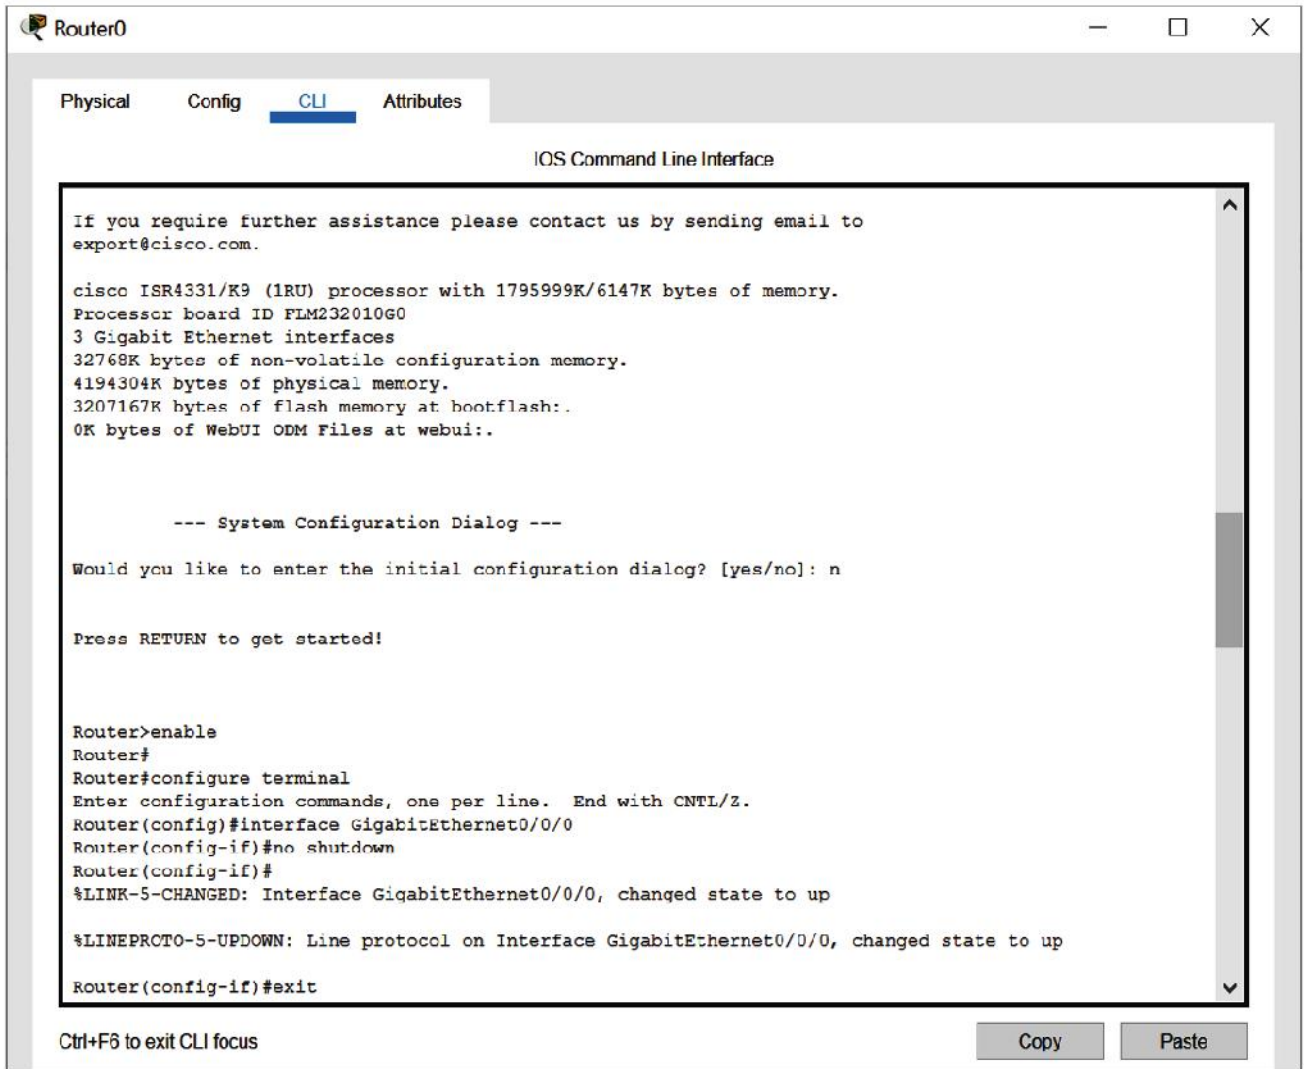 Router0
Physical Config CLI Attributes
IOS Command Line Interface
If you require further assistance please contact us by sending email to
export@cisco.com.
cisco ISR4331/K9 (1RU) processor with 1795999K/6147K bytes of memory.
Processor board ID FLM232010G0
3 Gigabit Ethernet interfaces
32768K bytes of non-volatile configuration memory.
4194304K bytes of physical memory.
3207167K bytes of flash memory at bootflash:.
0K bytes of WebUI ODM Files at webui:.
--- System Configuration Dialog ---
Would you like to enter the initial configuration dialog? [yes/no]: n
Press RETURN to get started!
Router>enable
Router#
Router#configure terminal
Enter configuration commands, one per line.  End with CNTL/Z.
Router(config)#interface GigabitEthernet0/0/0
Router(config-if)#no shutdown
Router(config-if)#
%LINK-5-CHANGED: Interface GigabitEthernet0/0/0, changed state to up
%LINEPROTO-5-UPDOWN: Line protocol on Interface GigabitEthernet0/0/0, changed state to up
Router(config-if)#exit
Ctrl+F6 to exit CLI focus
Copy Paste